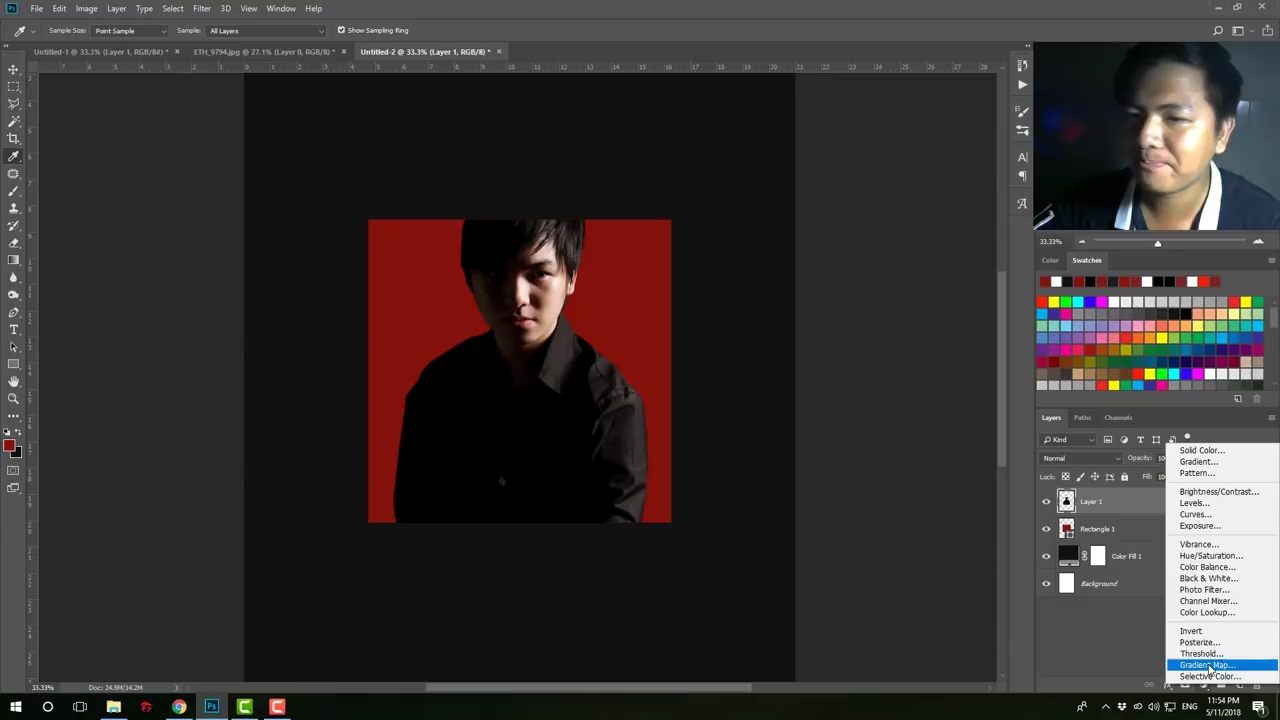 File Edit Image Layer Type Select Filter 3D View Window Help
Sample Size: Point Sample Sample: All Layers Show Sampling Ring
Untitled-1 @ 33.3% (Layer 1, RGB/8#) * × ETH_9794.jpg @ 27.1% (Layer 0, RGB/8) * × Untitled-2 @ 33.3% (Layer 1, RGB/8) * ×
33.33%
Color Swatches
Layers Paths Channels
Kind
Normal Opacity:
Lock:
Layer 1
Rectangle 1
Color Fill 1
Background
Solid Color...
Gradient...
Pattern...
Brightness/Contrast...
Levels...
Curves...
Exposure...
Vibrance...
Hue/Saturation...
Color Balance...
Black & White...
Photo Filter...
Channel Mixer...
Color Lookup...
Invert
Posterize...
Threshold...
Gradient Map...
Selective Color...
33.33% Doc: 24.9M/14.2M
11:54 PM
5/11/2018